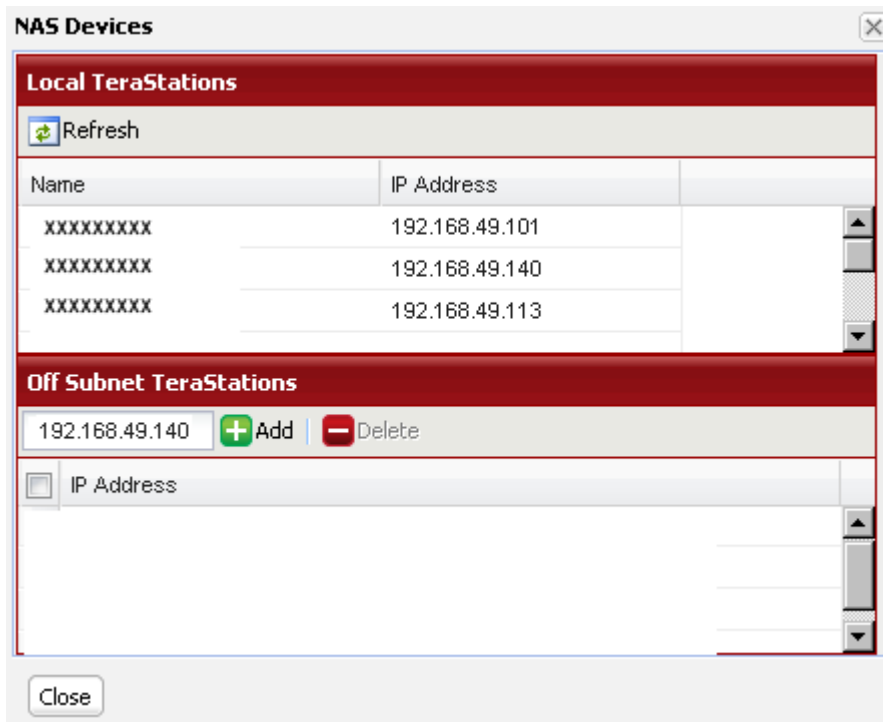 NAS Devices
Local TeraStations
Refresh
Name IP Address
xxxxxxxxx 192.168.49.101
xxxxxxxxx 192.168.49.140
xxxxxxxxx 192.168.49.113
Off Subnet TeraStations
192.168.49.140 Add Delete
IP Address
Close